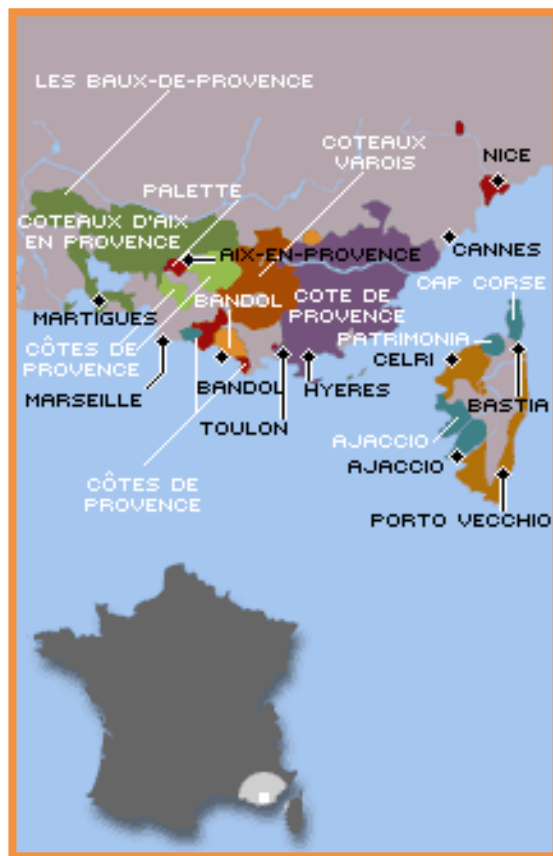 LES BAUX-DE-PROVENCE
COTEAUX
VAROIS
NICE
PALETTE
COTEAUX D'AIX
EN PROVENCE
AIX-EN-PROVENCE
CANNES
CAP CORSE
BANDOL
COTE DE
PROVENCE
MARTIGUES
PATRIMONIA
CÔTES DE
PROVENCE
CELRI
MARSEILLE
BANDOL
HYERES
BASTIA
TOULON
AJACCIO
AJACCIO
CÔTES DE
PROVENCE
PORTO VECCHIO